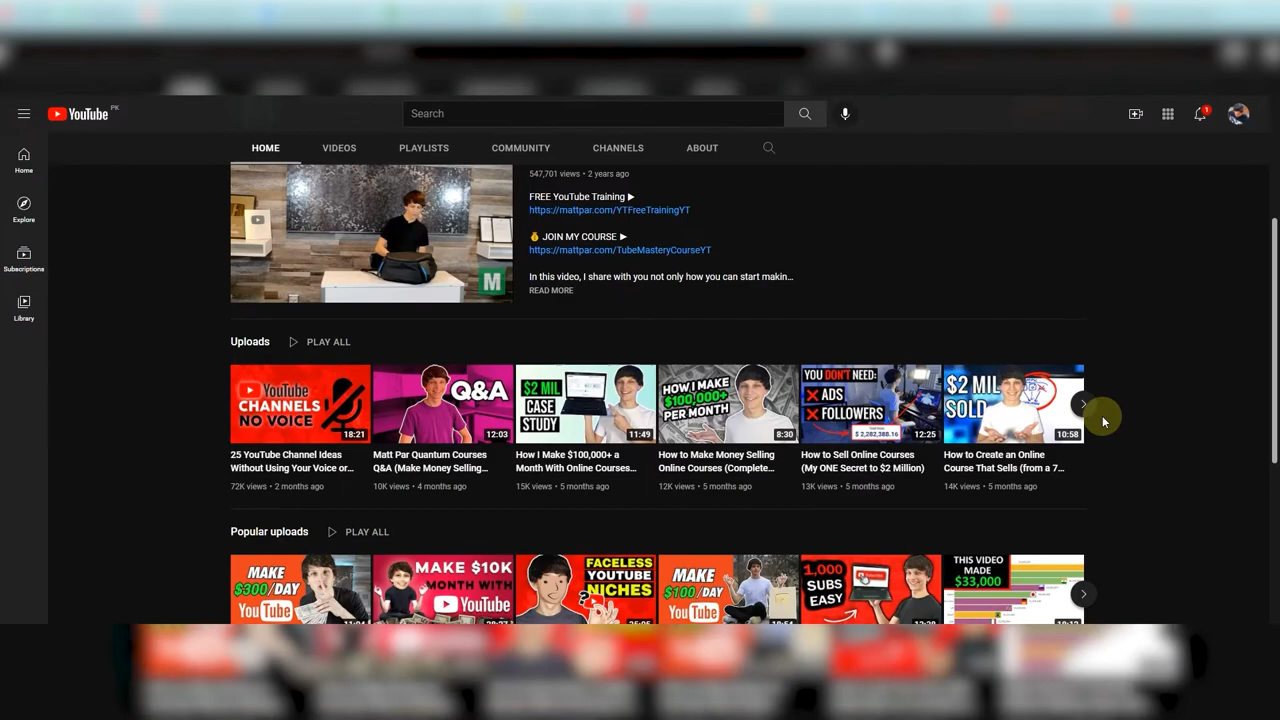 YouTube PK
Search
1
HOME VIDEOS PLAYLISTS COMMUNITY CHANNELS ABOUT
Home
Explore
Subscriptions
Library
547,701 views • 2 years ago
FREE YouTube Training ▶
https://mattpar.com/YTFreeTrainingYT
💰 JOIN MY COURSE ▶
https://mattpar.com/TubeMasteryCourseYT
In this video, I share with you not only how you can start makin...
READ MORE
M
Uploads PLAY ALL
YouTube
CHANNELS
NO VOICE
18:21
Q&A
12:03
$2 MIL
CASE
STUDY
11:49
HOW I MAKE
$100,000+
PER MONTH
8:30
YOU DON'T NEED:
X ADS
X FOLLOWERS
$ 2,282,388.16
12:25
$2 MIL
SOLD
10:58
25 YouTube Channel Ideas
Without Using Your Voice or...
72K views • 2 months ago
Matt Par Quantum Courses
Q&A (Make Money Selling...
10K views • 4 months ago
How I Make $100,000+ a
Month With Online Courses...
15K views • 5 months ago
How to Make Money Selling
Online Courses (Complete...
12K views • 5 months ago
How to Sell Online Courses
(My ONE Secret to $2 Million)
13K views • 5 months ago
How to Create an Online
Course That Sells (from a 7...
14K views • 5 months ago
Popular uploads PLAY ALL
MAKE
$300/DAY
YouTube
MAKE $10K
MONTH WITH
YouTube
FACELESS
YOUTUBE
NICHES
MAKE
$100/DAY
YouTube
1,000
SUBS
EASY
THIS VIDEO
MADE
$33,000